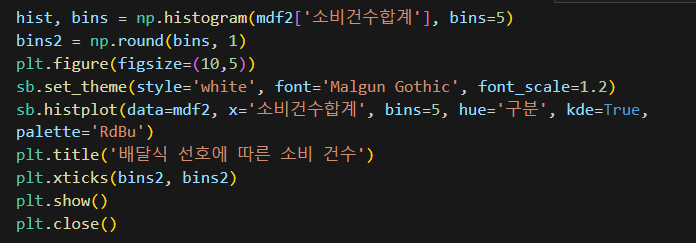 hist, bins = np.histogram(mdf2['소비건수합계'], bins=5)
bins2 = np.round(bins, 1)
plt.figure(figsize=(10,5))
sb.set_theme(style='white', font='Malgun Gothic', font_scale=1.2)
sb.histplot(data=mdf2, x='소비건수합계', bins=5, hue='구분', kde=True,
palette='RdBu')
plt.title('배달식 선호에 따른 소비 건수')
plt.xticks(bins2, bins2)
plt.show()
plt.close()